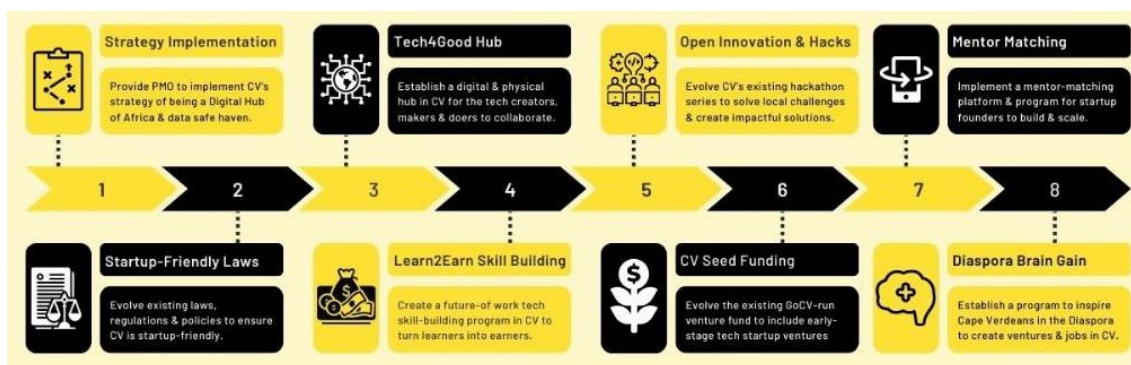 Strategy Implementation
Provide PMO to implement CV's
strategy of being a Digital Hub
of Africa & data safe haven.
Tech4Good Hub
Establish a digital & physical
hub in CV for the tech creators,
makers & doers to collaborate.
Open Innovation & Hacks
Evolve CV's existing hackathon
series to solve local challenges
& create impactful solutions.
Mentor Matching
Implement a mentor-matching
platform & program for startup
founders to build & scale.
1
2
3
4
5
6
7
8
Startup-Friendly Laws
Evolve existing laws,
regulations & policies to ensure
CV is startup-friendly.
Learn2Earn Skill Building
Create a future-of work tech
skill-building program in CV to
turn learners into earners.
CV Seed Funding
Evolve the existing GoCV-run
venture fund to include early-
stage tech startup ventures
Diaspora Brain Gain
Establish a program to inspire
Cape Verdeans in the Diaspora
to create ventures & jobs in CV.